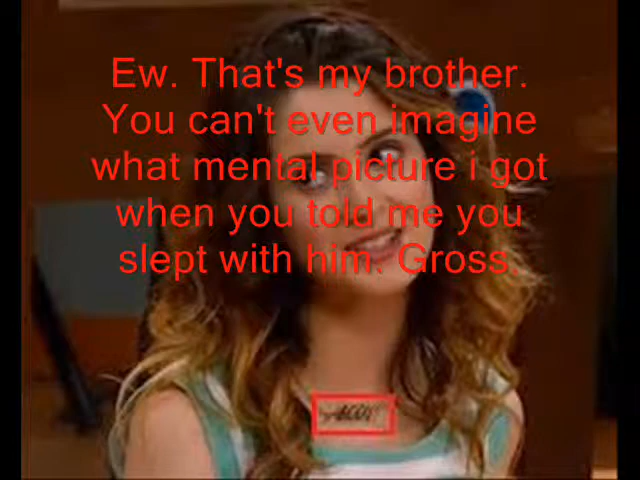 Ew. That's my brother.
You can't even imagine
what mental picture i got
when you told me you
slept with him. Gross.